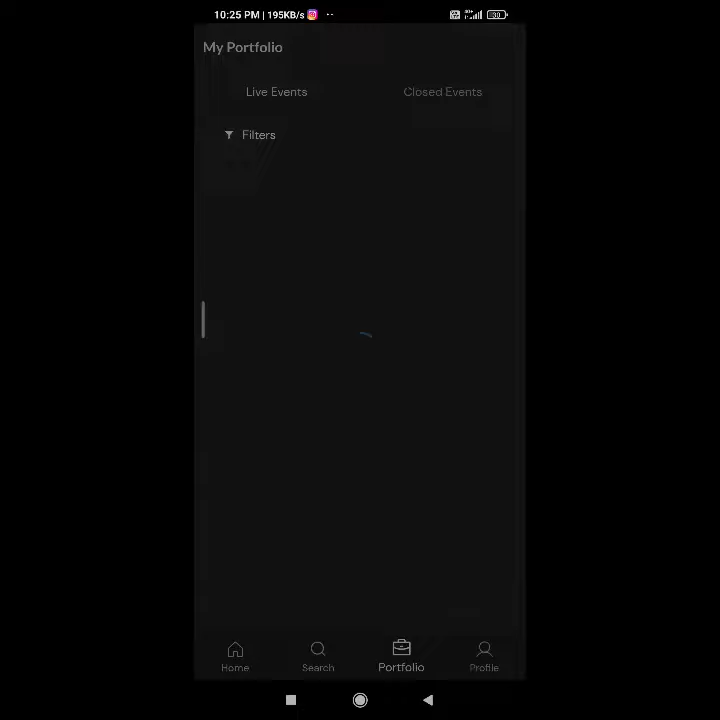 10:25 PM | 195KB/s
My Portfolio
Live Events
Closed Events
Filters
Home
Search
Portfolio
Profile